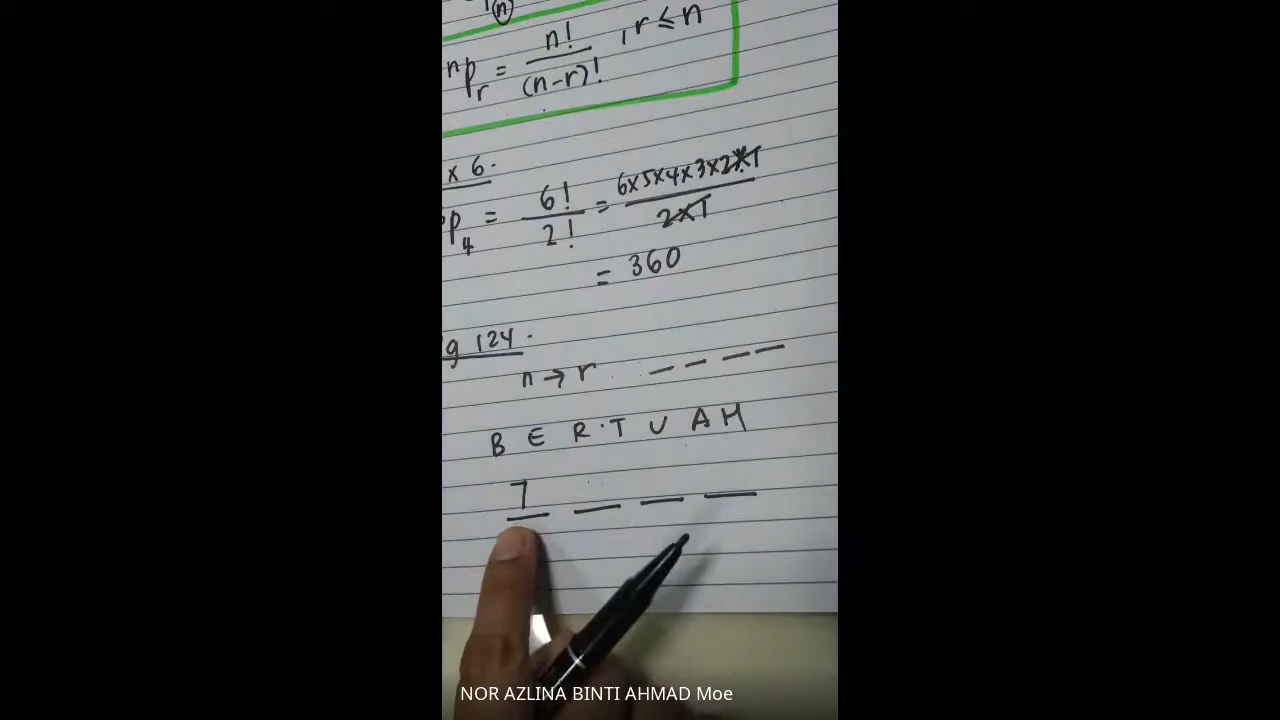 n
ⁿPᵣ = n! / (n-r)! , r ≤ n
x 6.
P₄ = 6! / 2! = 6x5x4x3x2x1 / 2x1
= 360
g 124.
n → r _ _ _ _
B E R T U A H
7 _ _ _
NOR AZLINA BINTI AHMAD Moe